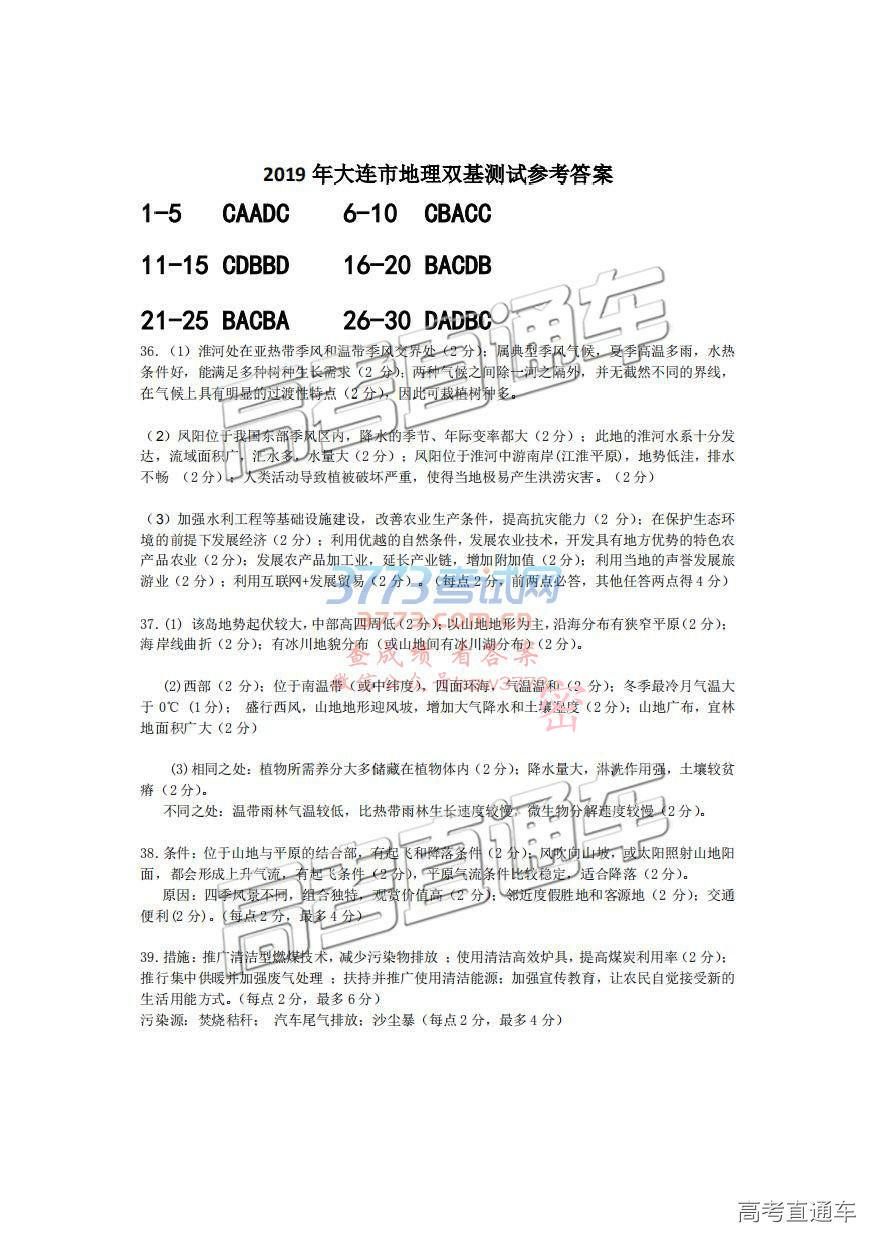 2019 年大连市地理双基测试参考答案
1-5 CAADC 6-10 CBACC
11-15 CDBBD 16-20 BACDB
21-25 BACBA 26-30 DADBC
36.（1）淮河处在亚热带季风和温带季风交界处（2 分）；属典型季风气候，夏季高温多雨，水热
条件好，能满足多种树种生长需求（2 分）；两种气候之间除一河之隔外，并无截然不同的界线，
在气候上具有明显的过渡性特点（2 分），因此可栽植树种多。
（2）凤阳位于我国东部季风区内，降水的季节、年际变率都大（2 分）；此地的淮河水系十分发
达，流域面积广，汇水多，水量大（2 分）；凤阳位于淮河中游南岸(江淮平原)，地势低洼，排水
不畅 （2 分）；人类活动导致植被破坏严重，使得当地极易产生洪涝灾害。（2 分）
（3）加强水利工程等基础设施建设，改善农业生产条件，提高抗灾能力（2 分）；在保护生态环
境的前提下发展经济（2 分）；利用优越的自然条件，发展农业技术，开发具有地方优势的特色农
产品农业（2 分）；发展农产品加工业，延长产业链，增加附加值（2 分）；利用当地的声誉发展旅
游业（2 分）；利用互联网+发展贸易（2 分）。（每点 2 分，前两点必答，其他任答两点得 4 分）
37.(1) 该岛地势起伏较大，中部高四周低（2 分）；以山地地形为主，沿海分布有狭窄平原（2 分）；
海岸线曲折（2 分）；有冰川地貌分布（或山地间有冰川湖分布）（2 分）。
(2)西部（2 分）；位于南温带（或中纬度），四面环海，气温温和（2 分）；冬季最冷月气温大
于 0℃（1 分）； 盛行西风，山地地形迎风坡，增加大气降水和土壤湿度（2 分）；山地广布，宜林
地面积广大（2 分）
(3)相同之处：植物所需养分大多储藏在植物体内（2 分）；降水量大，淋洗作用强，土壤较贫
瘠（2 分）。
不同之处：温带雨林气温较低，比热带雨林生长速度较慢，微生物分解速度较慢（2 分）。
38.条件：位于山地与平原的结合部，有起飞和降落条件（2 分）；风吹向山坡，或太阳照射山地阳
面，都会形成上升气流，有起飞条件（2 分），平原气流条件比较稳定，适合降落（2 分）。
原因：四季风景不同，组合独特，观赏价值高（2 分）；邻近度假胜地和客源地（2 分）；交通
便利(2 分)。（每点 2 分，最多 4 分）
39.措施：推广清洁型燃煤技术，减少污染物排放 ；使用清洁高效炉具，提高煤炭利用率（2 分）；
推行集中供暖并加强废气处理 ；扶持并推广使用清洁能源；加强宣传教育，让农民自觉接受新的
生活用能方式。（每点 2 分，最多 6 分）
污染源：焚烧秸秆； 汽车尾气排放；沙尘暴（每点 2 分，最多 4 分）
高考直通车
3773考试网
3773.com.cn
查成绩 看答案
密
高考直通车
高考直通车